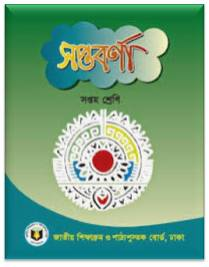 সপ্তবর্ণা
সপ্তম শ্রেণি
জাতীয় শিক্ষাক্রম ও পাঠ্যপুস্তক বোর্ড, ঢাকা